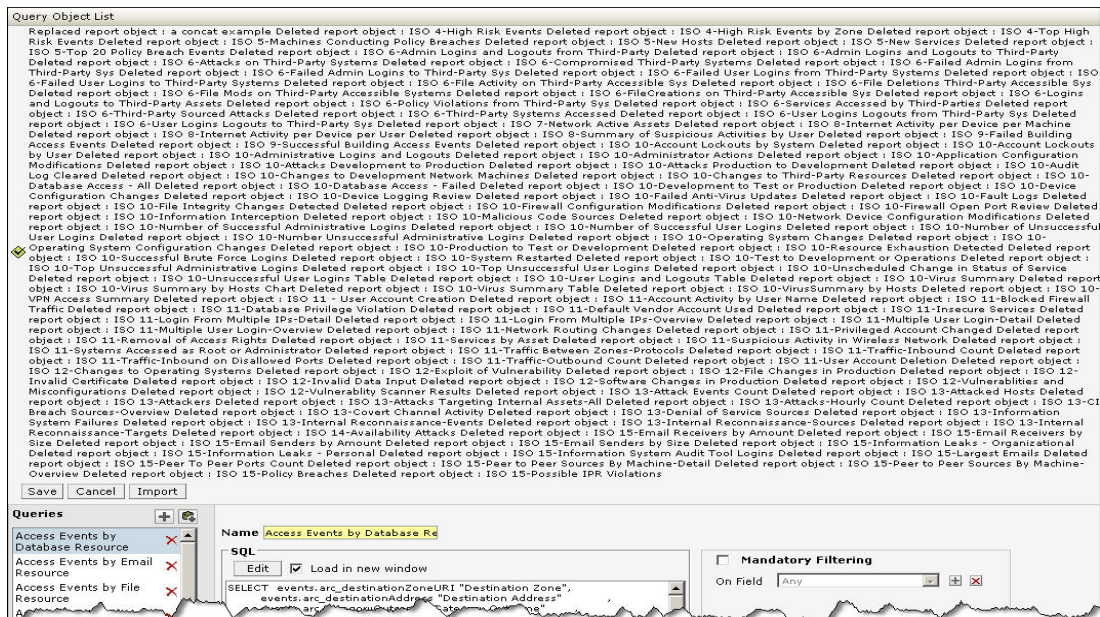 Query Object List
Replaced report object : a concat example Deleted report object : ISO 4-High Risk Events Deleted report object : ISO 4-High Risk Events by Zone Deleted report object : ISO 4-Top High
Risk Events Deleted report object : ISO 5-Machines Conducting Policy Breaches Deleted report object : ISO 5-New Hosts Deleted report object : ISO 5-New Services Deleted report object :
ISO 5-Top 20 Policy Breach Events Deleted report object : ISO 6-Admin Logins and Logouts from Third-Party Deleted report object : ISO 6-Admin Logins and Logouts to Third-Party
Deleted report object : ISO 6-Attacks on Third-Party Systems Deleted report object : ISO 6-Compromised Third-Party Systems Deleted report object : ISO 6-Failed Admin Logins from
Third-Party Sys Deleted report object : ISO 6-Failed Admin Logins to Third-Party Sys Deleted report object : ISO 6-Failed User Logins from Third-Party Systems Deleted report object : ISO
6-Failed User Logins to Third-Party Systems Deleted report object : ISO 6-File Activity on Third-Party Accessible Sys Deleted report object : ISO 6-File Deletions Third-Party Accessible Sys
Deleted report object : ISO 6-File Mods on Third-Party Accessible Systems Deleted report object : ISO 6-FileCreation on Third-Party Accessible Sys Deleted report object : ISO 6-Logins
and Logouts to Third-Party Assets Deleted report object : ISO 6-Policy Violations from Third-Party Sys Deleted report object : ISO 6-Services Accessed by Third-Parties Deleted report
object : ISO 6-Third-Party Sourced Attacks Deleted report object : ISO 6-Third-Party Systems Accessed Deleted report object : ISO 6-User Logins Logouts from Third-Party Sys Deleted
report object : ISO 6-User Logins Logouts to Third-Party Sys Deleted report object : ISO 7-Network Active Assets Deleted report object : ISO 8-Internet Activity per Device per Machine
Deleted report object : ISO 8-Internet Activity per Device per User Deleted report object : ISO 8-Summary of Suspicious Activities by User Deleted report object : ISO 9-Failed Building
Access Events Deleted report object : ISO 9-Successful Building Access Events Deleted report object : ISO 10-Account Lockouts by System Deleted report object : ISO 10-Account Lockouts
by User Deleted report object : ISO 10-Administrative Logins and Logouts Deleted report object : ISO 10-Administrator Actions Deleted report object : ISO 10-Application Configuration
Modifications Deleted report object : ISO 10-Attacks Development to Production Deleted report object : ISO 10-Attacks Production to Development Deleted report object : ISO 10-Audit
Log Cleared Deleted report object : ISO 10-Changes to Development Network Machines Deleted report object : ISO 10-Changes to Third-Party Resources Deleted report object : ISO 10-
Database Access - All Deleted report object : ISO 10-Database Access - Failed Deleted report object : ISO 10-Development to Test or Production Deleted report object : ISO 10-Device
Configuration Changes Deleted report object : ISO 10-Device Logging Review Deleted report object : ISO 10-Failed Anti-Virus Updates Deleted report object : ISO 10-Fault Logs Deleted
report object : ISO 10-File Integrity Changes Detected Deleted report object : ISO 10-Firewall Configuration Modifications Deleted report object : ISO 10-Firewall Open Port Review Deleted
report object : ISO 10-Information Interception Deleted report object : ISO 10-Malicious Code Sources Deleted report object : ISO 10-Network Device Configuration Modifications Deleted
report object : ISO 10-Number of Successful Administrative Logins Deleted report object : ISO 10-Number of Successful User Logins Deleted report object : ISO 10-Number of Unsuccessful
User Logins Deleted report object : ISO 10-Number Unsuccessful Administrative Logins Deleted report object : ISO 10-Operating System Changes Deleted report object : ISO 10-
Operating System Configuration Changes Deleted report object : ISO 10-Production to Test or Development Deleted report object : ISO 10-Resource Exhaustion Detected Deleted report
object : ISO 10-Successful Brute Force Logins Deleted report object : ISO 10-System Restarted Deleted report object : ISO 10-Test to Development or Operations Deleted report object :
ISO 10-Top Unsuccessful Administrative Logins Deleted report object : ISO 10-Top Unsuccessful User Logins Deleted report object : ISO 10-Unscheduled Change in Status of Service
Deleted report object : ISO 10-Unsuccessful User Logins Table Deleted report object : ISO 10-User Logins and Logouts Table Deleted report object : ISO 10-Virus Summary Deleted report
object : ISO 10-Virus Summary by Hosts Chart Deleted report object : ISO 10-Virus Summary Table Deleted report object : ISO 10-VirusSummary by Hosts Deleted report object : ISO 10-
VPN Access Summary Deleted report object : ISO 11 - User Account Creation Deleted report object : ISO 11-Account Activity by User Name Deleted report object : ISO 11-Blocked Firewall
Traffic Deleted report object : ISO 11-Database Privilege Violation Deleted report object : ISO 11-Default Vendor Account Used Deleted report object : ISO 11-Insecure Services Deleted
report object : ISO 11-Login From Multiple IPs-Detail Deleted report object : ISO 11-Login From Multiple IPs-Overview Deleted report object : ISO 11-Multiple User Login-Detail Deleted
report object : ISO 11-Multiple User Login-Overview Deleted report object : ISO 11-Network Routing Changes Deleted report object : ISO 11-Privileged Account Changed Deleted report
object : ISO 11-Removal of Access Rights Deleted report object : ISO 11-Services by Asset Deleted report object : ISO 11-Suspicious Activity in Wireless Network Deleted report object :
ISO 11-Systems Accessed as Root or Administrator Deleted report object : ISO 11-Traffic Between Zones-Protocols Deleted report object : ISO 11-Traffic-Inbound Count Deleted report
object : ISO 11-Traffic-Inbound on Disallowed Ports Deleted report object : ISO 11-Traffic-Outbound Count Deleted report object : ISO 11-User Account Deletion Deleted report object :
ISO 12-Changes to Operating Systems Deleted report object : ISO 12-Exploit of Vulnerability Deleted report object : ISO 12-File Changes in Production Deleted report object : ISO 12-
Invalid Certificate Deleted report object : ISO 12-Invalid Data Input Deleted report object : ISO 12-Software Changes in Production Deleted report object : ISO 12-Vulnerablities and
Misconfigurations Deleted report object : ISO 12-Vulnerablity Scanner Results Deleted report object : ISO 13-Attack Events Count Deleted report object : ISO 13-Attacked Hosts Deleted
report object : ISO 13-Attackers Deleted report object : ISO 13-Attacks Targeting Internal Assets-All Deleted report object : ISO 13-Attacks-Hourly Count Deleted report object : ISO 13-CI
Breach Sources-Overview Deleted report object : ISO 13-Covert Channel Activity Deleted report object : ISO 13-Denial of Service Sources Deleted report object : ISO 13-Information
System Failures Deleted report object : ISO 13-Internal Reconnaissance-Events Deleted report object : ISO 13-Internal Reconnaissance-Sources Deleted report object : ISO 13-Internal
Reconnaissance-Targets Deleted report object : ISO 14-Availability Attacks Deleted report object : ISO 15-Email Receivers by Amount Deleted report object : ISO 15-Email Receivers by
Size Deleted report object : ISO 15-Email Senders by Amount Deleted report object : ISO 15-Email Senders by Size Deleted report object : ISO 15-Information Leaks - Organizational
Deleted report object : ISO 15-Information Leaks - Personal Deleted report object : ISO 15-Information System Audit Tool Logins Deleted report object : ISO 15-Largest Emails Deleted
report object : ISO 15-Peer To Peer Ports Count Deleted report object : ISO 15-Peer to Peer Sources By Machine-Detail Deleted report object : ISO 15-Peer to Peer Sources By Machine-
Overview Deleted report object : ISO 15-Policy Breaches Deleted report object : ISO 15-Possible IPR Violations
Save Cancel Import
Queries
Access Events by
Database Resource
Access Events by Email
Resource
Access Events by File
Resource
Name Access Events by Database Re
SQL
Edit Load in new window
SELECT events.arc_destinationZoneURI "Destination Zone",
events.arc_destinationAddress "Destination Address" ,
Mandatory Filtering
On Field Any